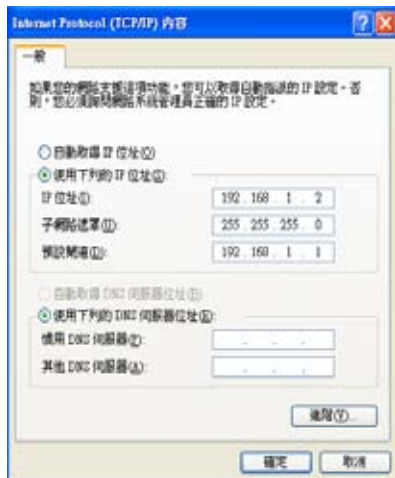 Internet Protocol (TCP/IP) 內容
一般
如果您的網路支援這項功能，您可以取得自動指派的 IP 設定。否
則，您必須詢問網路系統管理員正確的 IP 設定。
自動取得 IP 位址(O)
使用下列的 IP 位址(S):
IP 位址(I): 192 . 168 . 1 . 2
子網路遮罩(U): 255 . 255 . 255 . 0
預設閘道(D): 192 . 168 . 1 . 1
自動取得 DNS 伺服器位址(B)
使用下列的 DNS 伺服器位址(E):
慣用 DNS 伺服器(P): . . .
其他 DNS 伺服器(A): . . .
進階(V)...
確定
取消